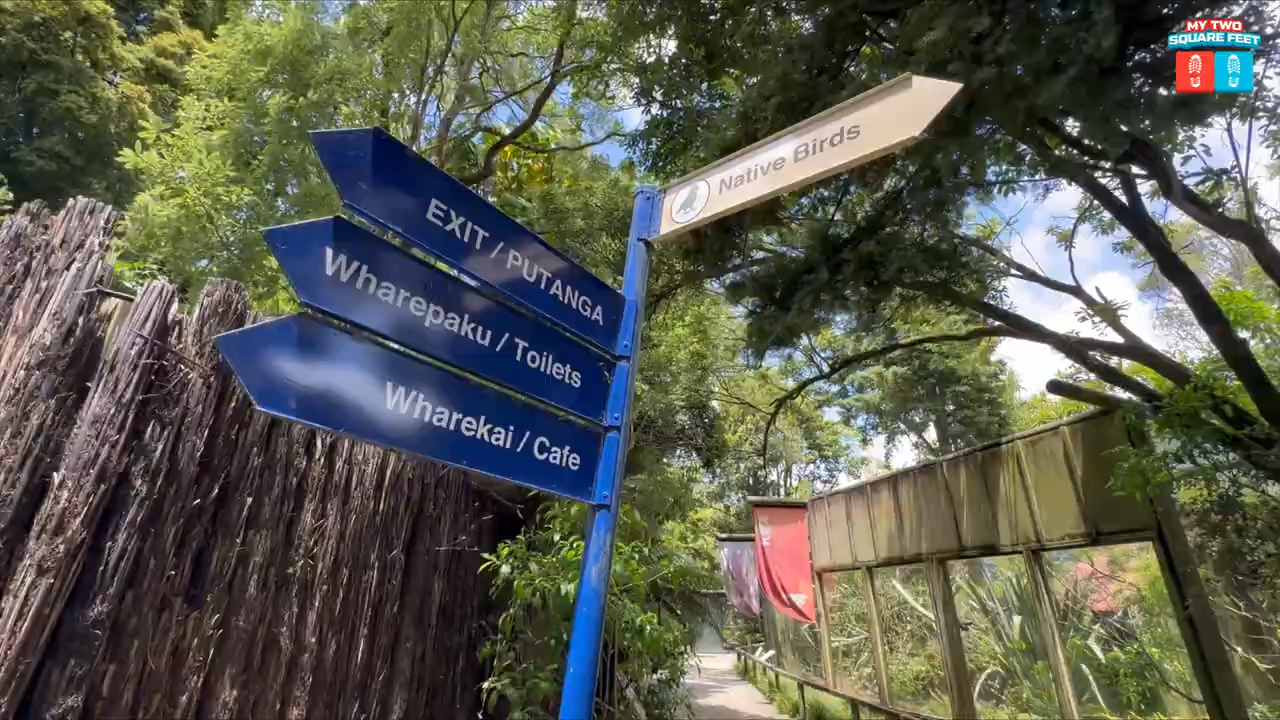 MY TWO
SQUARE FEET
Native Birds
EXIT / PUTANGA
Wharepaku / Toilets
Wharekai / Cafe